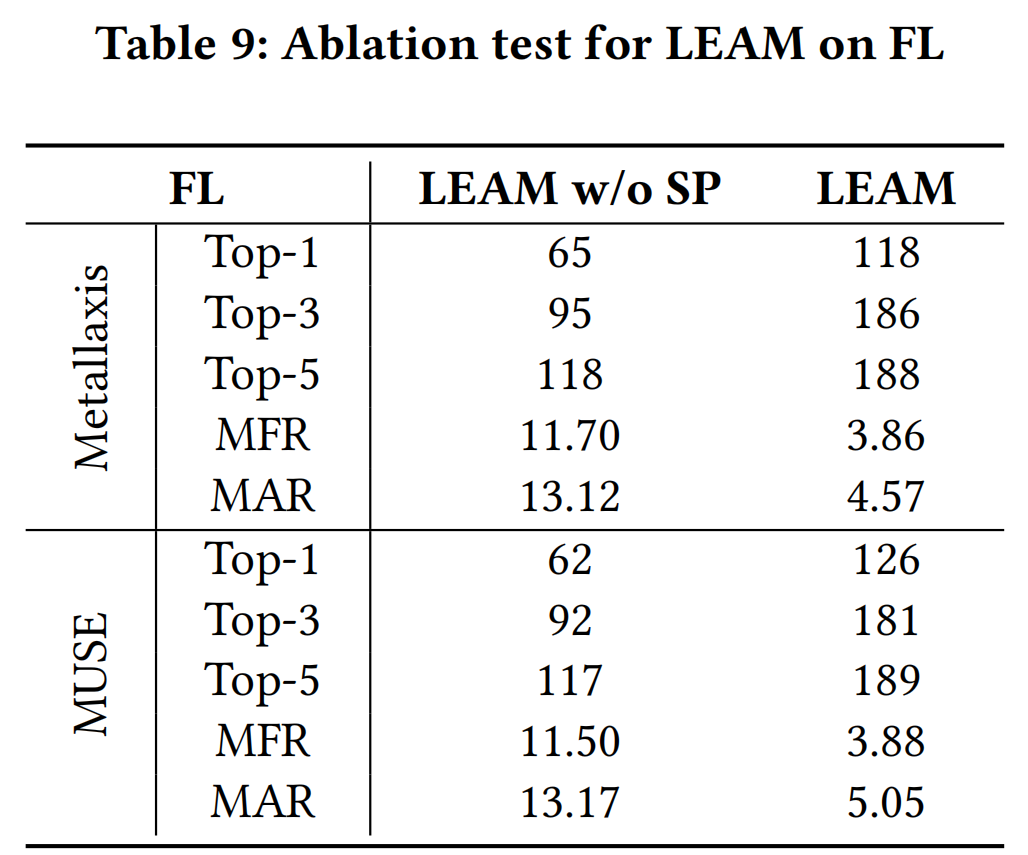 Table 9: Ablation test for LEAM on FL
FL LEAM w/o SP LEAM
Metallaxis
Top-1 65 118
Top-3 95 186
Top-5 118 188
MFR 11.70 3.86
MAR 13.12 4.57
MUSE
Top-1 62 126
Top-3 92 181
Top-5 117 189
MFR 11.50 3.88
MAR 13.17 5.05